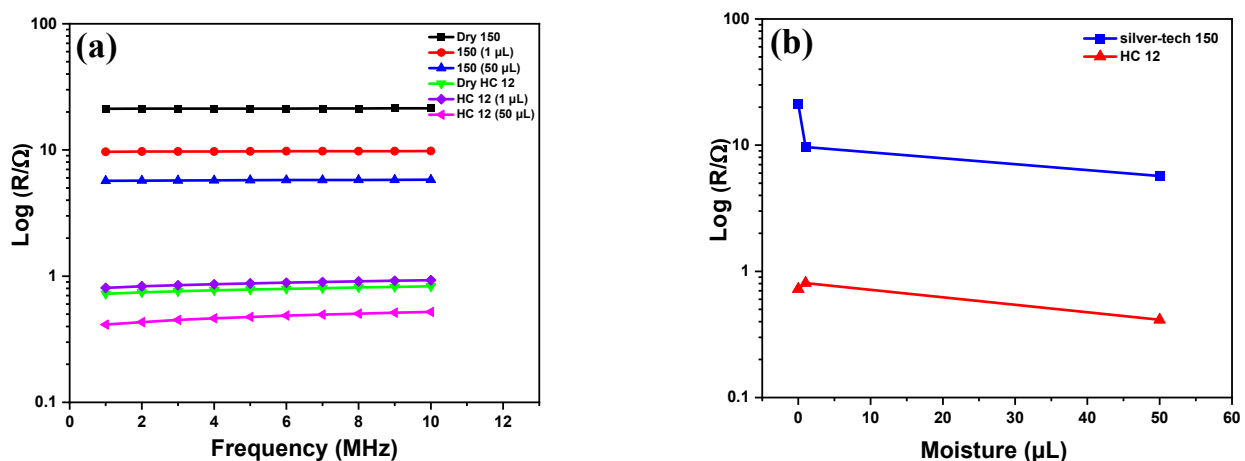 (a)
Dry 150
150 (1 µL)
150 (50 µL)
Dry HC 12
HC 12 (1 µL)
HC 12 (50 µL)
100
10
1
0.1
Log (R/Ω)
0 2 4 6 8 10 12
Frequency (MHz)
(b)
silver-tech 150
HC 12
100
10
1
0.1
Log (R/Ω)
0 10 20 30 40 50 60
Moisture (µL)